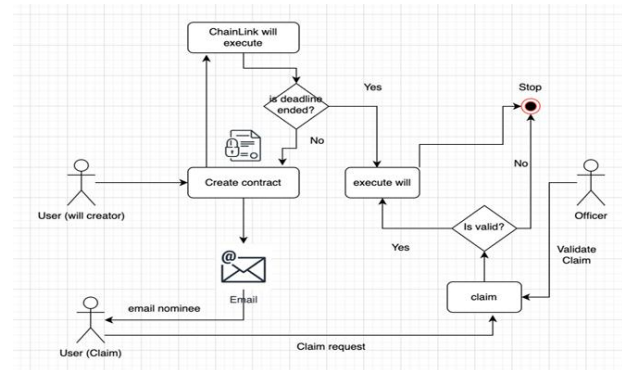 ChainLink will
execute
is deadline
ended?
Yes
Stop
No
Create contract
execute will
No
User (will creator)
Is valid?
Officer
Yes
Validate
Claim
@
Email
claim
email nominee
User (Claim)
Claim request